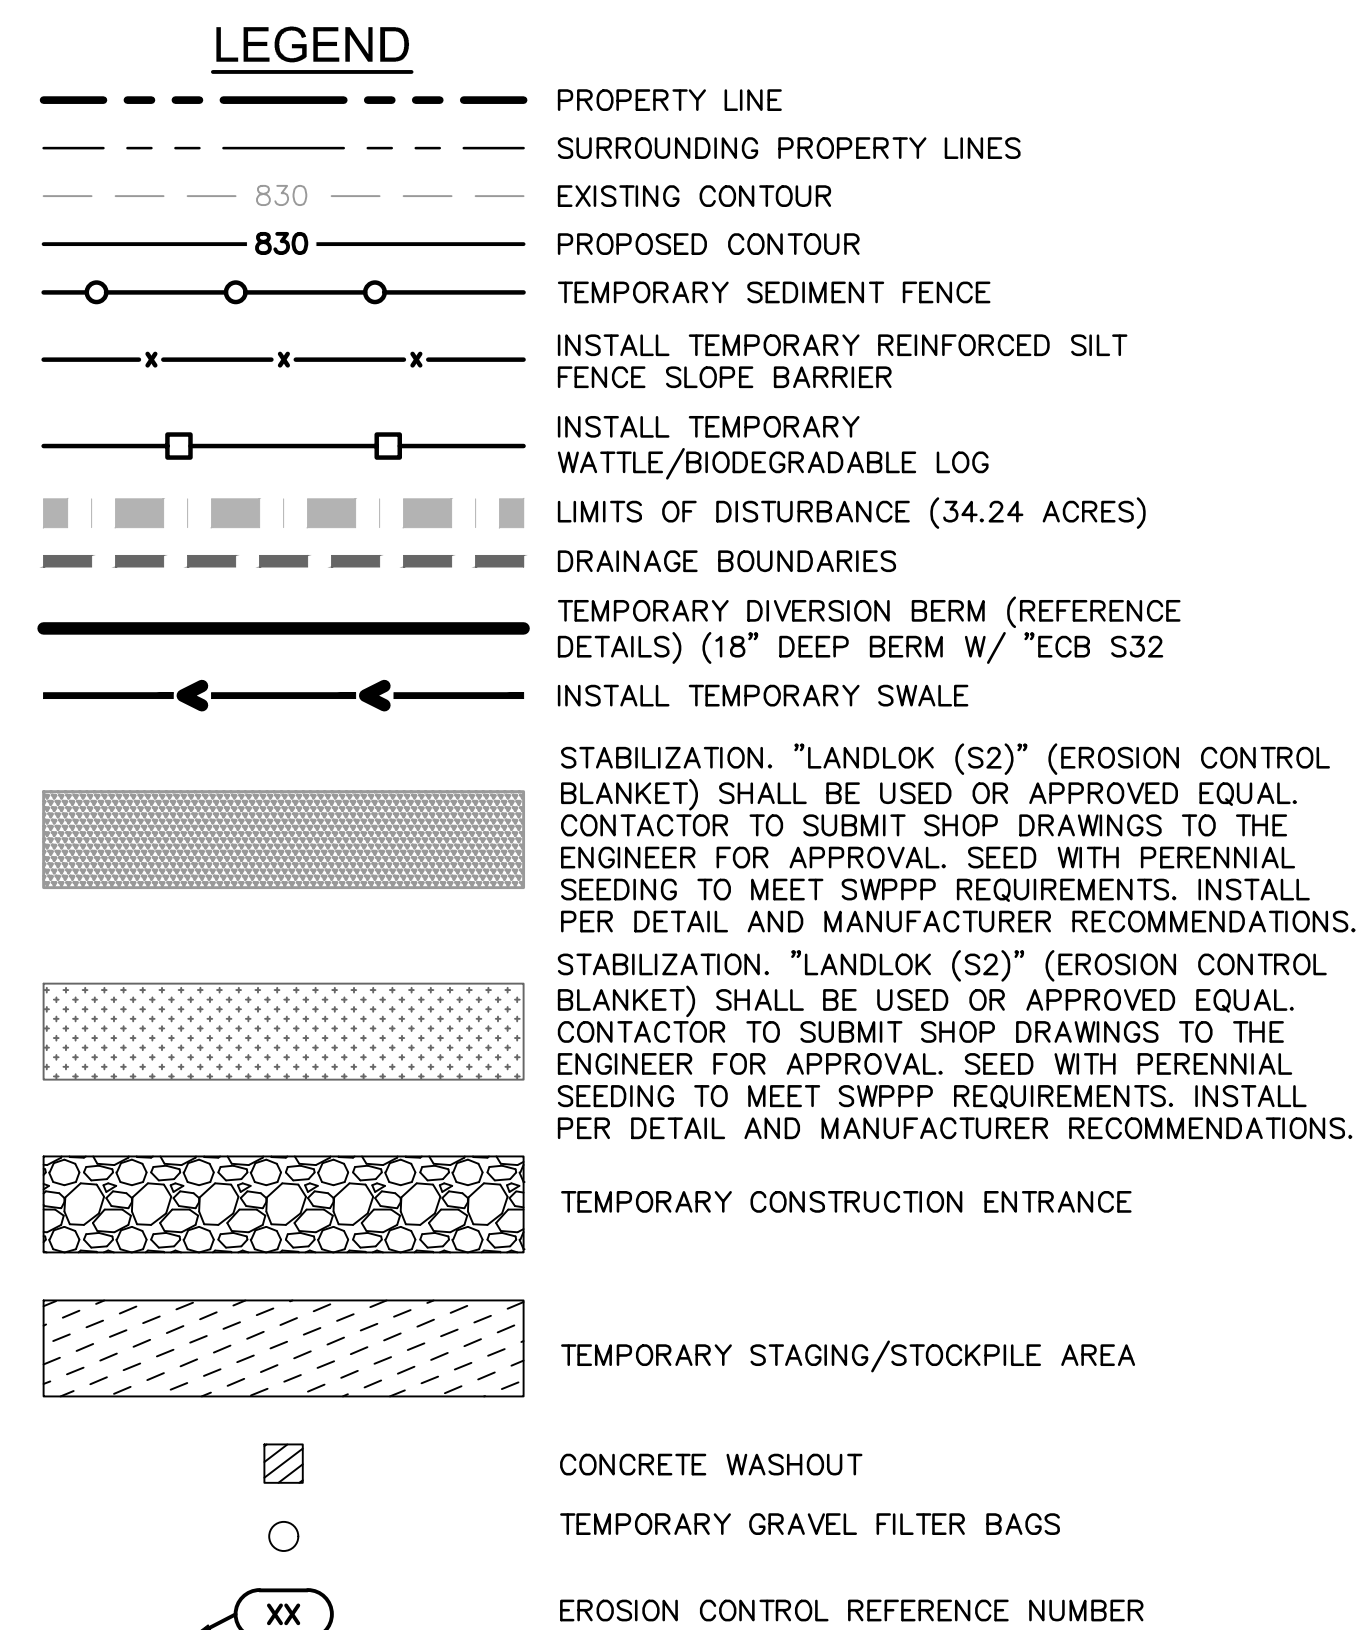 LEGEND
PROPERTY LINE
SURROUNDING PROPERTY LINES
830 EXISTING CONTOUR
830 PROPOSED CONTOUR
TEMPORARY SEDIMENT FENCE
x x x
INSTALL TEMPORARY REINFORCED SILT
FENCE SLOPE BARRIER
INSTALL TEMPORARY
WATTLE/BIODEGRADABLE LOG
LIMITS OF DISTURBANCE (34.24 ACRES)
DRAINAGE BOUNDARIES
TEMPORARY DIVERSION BERM (REFERENCE
DETAILS) (18” DEEP BERM W/ ”ECB S32
INSTALL TEMPORARY SWALE
STABILIZATION. ”LANDLOK (S2)” (EROSION CONTROL
BLANKET) SHALL BE USED OR APPROVED EQUAL.
CONTACTOR TO SUBMIT SHOP DRAWINGS TO THE
ENGINEER FOR APPROVAL. SEED WITH PERENNIAL
SEEDING TO MEET SWPPP REQUIREMENTS. INSTALL
PER DETAIL AND MANUFACTURER RECOMMENDATIONS.
STABILIZATION. ”LANDLOK (S2)” (EROSION CONTROL
BLANKET) SHALL BE USED OR APPROVED EQUAL.
CONTACTOR TO SUBMIT SHOP DRAWINGS TO THE
ENGINEER FOR APPROVAL. SEED WITH PERENNIAL
SEEDING TO MEET SWPPP REQUIREMENTS. INSTALL
PER DETAIL AND MANUFACTURER RECOMMENDATIONS.
TEMPORARY CONSTRUCTION ENTRANCE
TEMPORARY STAGING/STOCKPILE AREA
CONCRETE WASHOUT
TEMPORARY GRAVEL FILTER BAGS
XX EROSION CONTROL REFERENCE NUMBER